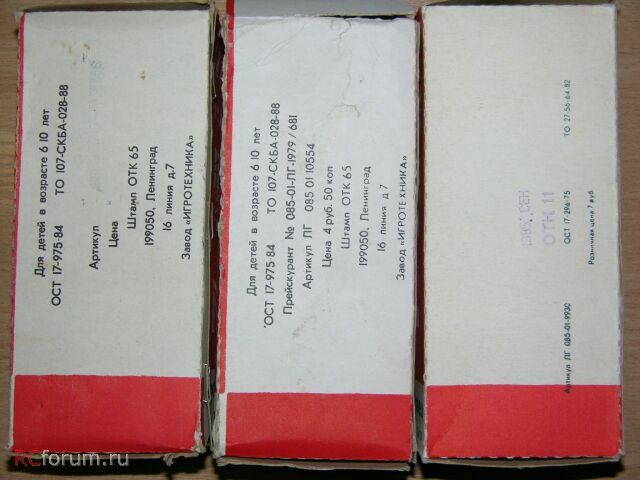 Для детей в возрасте 6 10 лет
ОСТ 17-975 84 ТО 107-СКБА-028-88
Артикул
Цена
Штамп ОТК 65
199050, Ленинград
16 линия д.7
Завод «ИГРОТЕХНИКА»
Для детей в возрасте 6 10 лет
ОСТ 17-975 84 ТО 107-СКБА-028-88
Прейскурант № 085-01-ЛГ-1979 / 681
Артикул ЛГ 085 01 10554
Цена 4 руб. 50 коп
Штамп ОТК 65
199050, Ленинград
16 линия д 7
Завод «ИГРОТЕХНИКА»
СЕН
ОТК 11
Артикул ЛГ 085-01-9930 ОСТ 17-296-75 ТО 27-56-64-82
Розничная цена 7 руб.
RCforum.ru